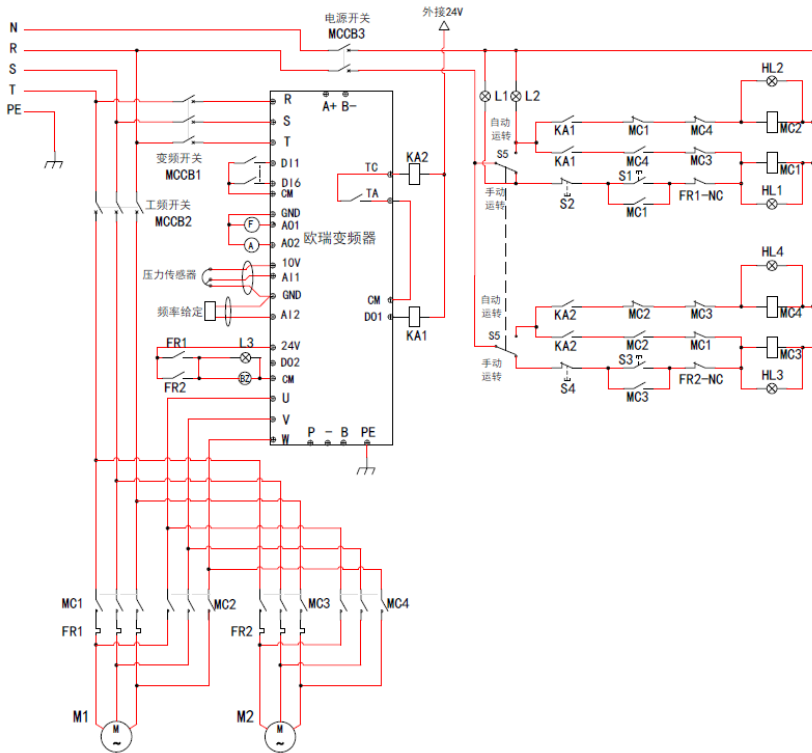 电源开关
MCCB3
外接24V
N
R
S
T
PE
变频开关
MCCB1
工频开关
MCCB2
压力传感器
频率给定
FR1
FR2
L3
BZ
F
A
A+ B-
R
S
T
DI1
DI6
CM
GND
AO1
AO2
10V
AI1
GND
AI2
24V
DO2
CM
U
V
W
欧瑞变频器
TC
TA
CM
DO1
P - B PE
KA2
KA1
L1
L2
自动
运转
S5
手动
运转
KA1 MC1 MC4
HL2
MC2
KA1 MC4 MC3
MC1
S2
S1
MC1
FR1-NC
HL1
自动
运转
S5
手动
运转
KA2 MC2 MC3
HL4
MC4
KA2 MC2 MC1
MC3
S4
S3
MC3
FR2-NC
HL3
MC1
MC2
MC3
MC4
FR1
FR2
M1
M
~
M2
M
~